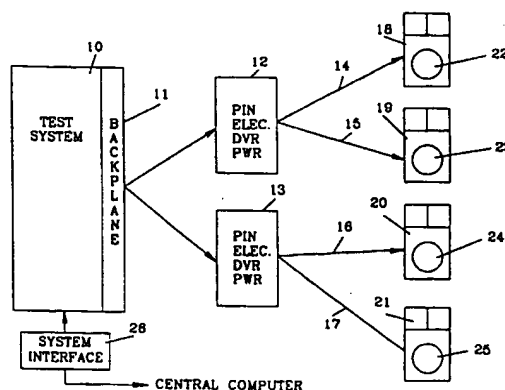 10
11
TEST
SYSTEM
BACKPLANE
12
PIN
ELEC.
DVR
PWR
13
PIN
ELEC.
DVR
PWR
14
15
16
17
18
22
19
20
24
21
25
SYSTEM
INTERFACE
26
CENTRAL COMPUTER